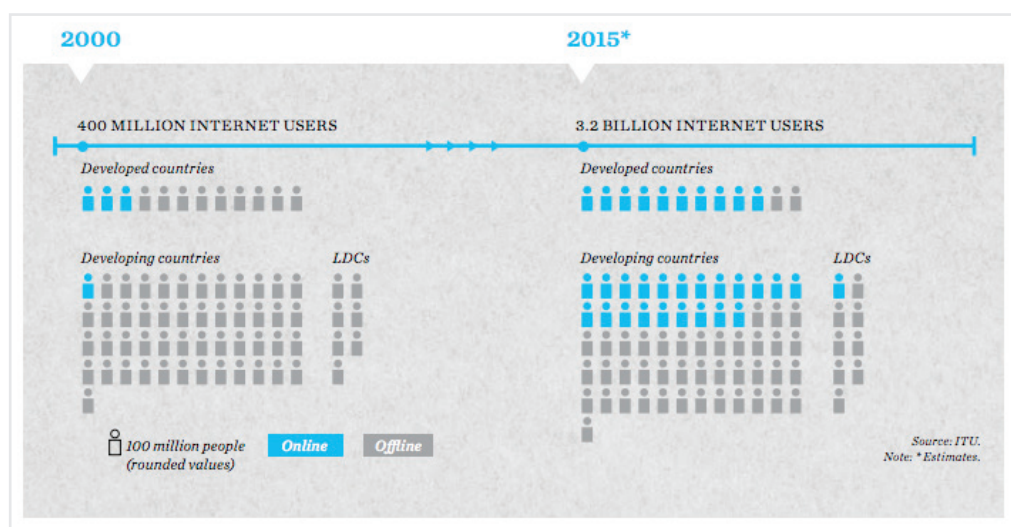 2000
2015*
400 MILLION INTERNET USERS
3.2 BILLION INTERNET USERS
Developed countries
Developed countries
Developing countries
LDCs
Developing countries
LDCs
100 million people
(rounded values)
Online
Offline
Source: ITU.
Note: *Estimates.